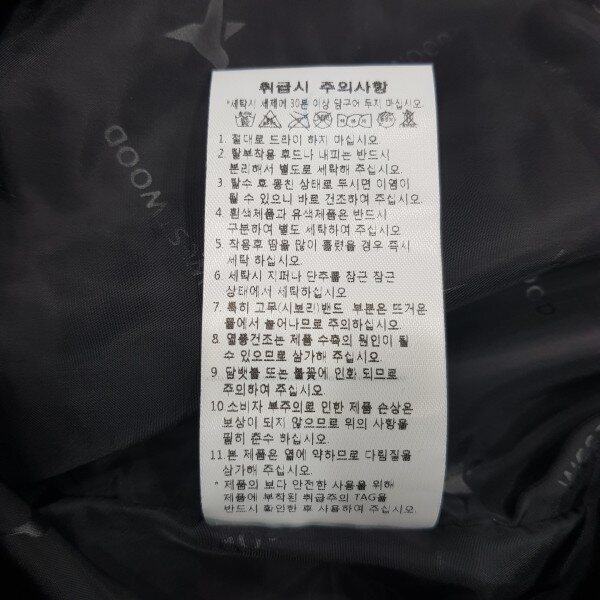 취급시 주의사항
*세탁시 세제에 30분 이상 담구어 두지 마십시오.
1. 절대로 드라이 하지 마십시오.
2 탈부착용 후드나 내피는 반드시
분리해서 별도로 세탁해 주십시오.
3 탈수 후 뭉친 상태로 두시면 이염이
될 수 있으니 바로 건조하여 주십시오.
4 흰색제품과 유색제품은 반드시
구분하여 별도 세탁하여 주십시오
5 착용후 땀을 많이 흘렸을 경우 즉시
세탁 하십시오.
6 세탁시 지퍼나 단추를 잠근 잠근
상태에서 세탁하십시오
7. 특히 고무(시보리)밴드 부분은 뜨거운
물에서 늘어나므로 주의하십시오.
8 열풍건조는 제품 수축의 원인이 될
수 있으므로 삼가해 주십시오.
9 담뱃불 또는 불꽃에 인화 되므로
주의하여 주십시오.
10 소비자 부주의로 인한 제품 손상은
보상이 되지 않으므로 위의 사항을
필히 준수 하십시오.
11.본 제품은 열에 약하므로 다림질을
삼가해 주십시오.
* 제품의 보다 안전한 사용을 위해
제품에 부착된 취급주의 TAG를
반드시 확인한 후 사용하여 주십시오.
WOOD